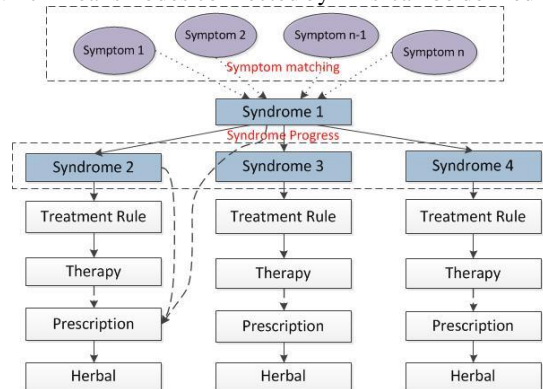 Symptom 1
Symptom 2
Symptom n-1
Symptom n
Symptom matching
Syndrome 1
Syndrome Progress
Syndrome 2 Syndrome 3 Syndrome 4
Treatment Rule Treatment Rule Treatment Rule
Therapy Therapy Therapy
Prescription Prescription Prescription
Herbal Herbal Herbal